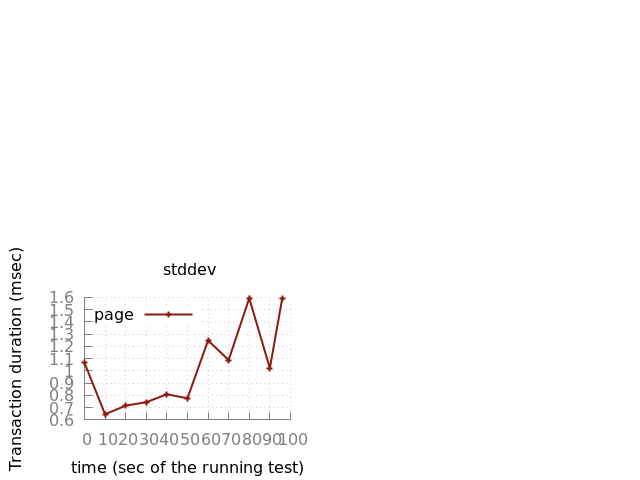 stddev
Transaction duration (msec)
1.6
1.5
1.4
1.3
1.2
1.1
1
0.9
0.8
0.7
0.6
page
0 10 20 30 40 50 60 70 80 90 100
time (sec of the running test)